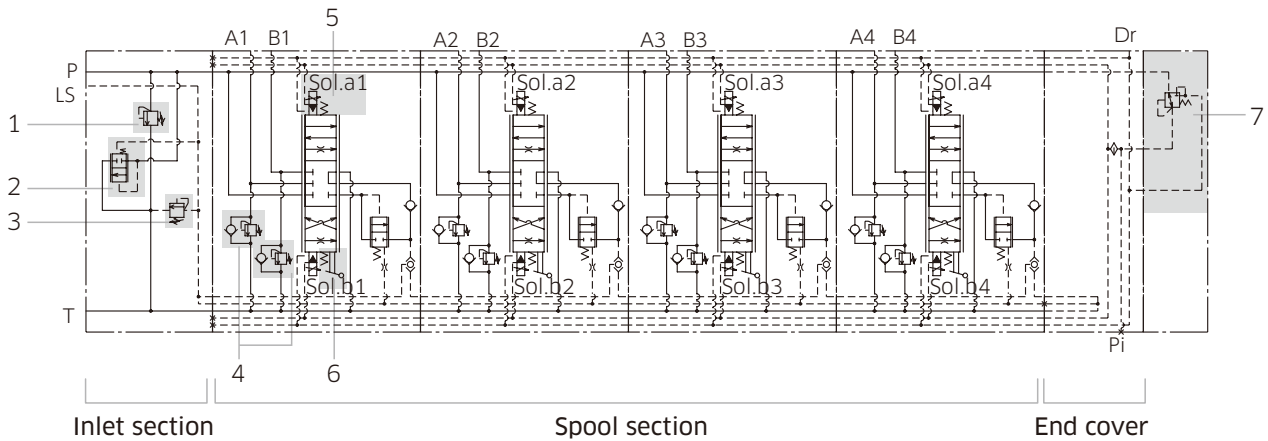 5
A1 B1 A2 B2 A3 B3 A4 B4 Dr
P
LS
Sol.a1 Sol.a2 Sol.a3 Sol.a4
1
7
2
3
Sol.b1 Sol.b2 Sol.b3 Sol.b4
T
Pi
4 6
Inlet section Spool section End cover